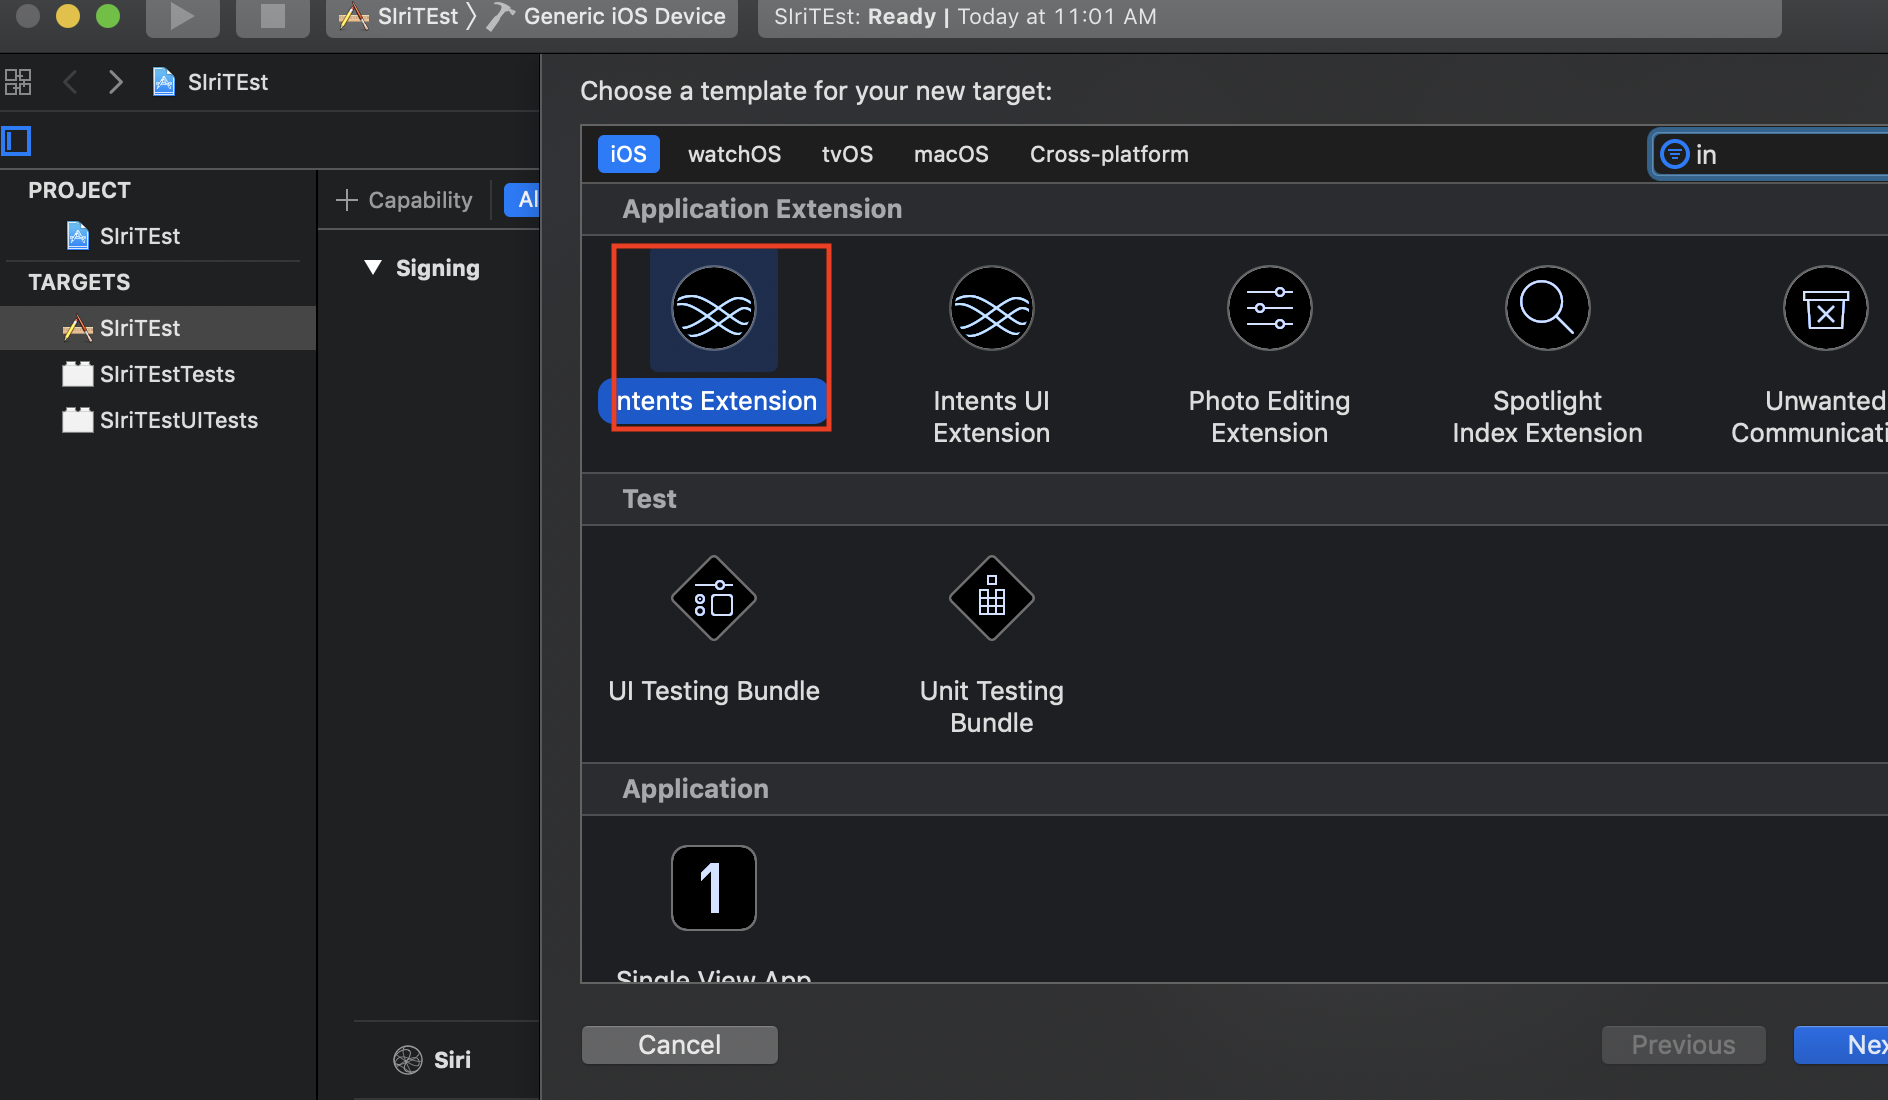 SIriTEst 〉 Generic iOS Device
SIriTEst: Ready | Today at 11:01 AM
SIriTEst
Choose a template for your new target:
iOS watchOS tvOS macOS Cross-platform
in
PROJECT
SIriTEst
TARGETS
SIriTEst
SIriTEstTests
SIriTEstUITests
+ Capability
Al
Signing
Siri
Application Extension
Intents Extension
Intents UI
Extension
Photo Editing
Extension
Spotlight
Index Extension
Unwanted
Communicati
Test
UI Testing Bundle
Unit Testing
Bundle
Application
1
Single View App
Cancel
Previous
Nex